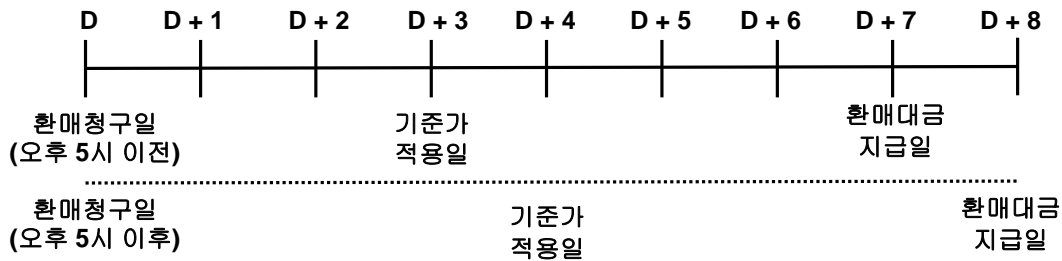 D D + 1 D + 2 D + 3 D + 4 D + 5 D + 6 D + 7 D + 8
환매청구일 기준가 환매대금
(오후 5시 이전) 적용일 지급일
환매청구일 기준가 환매대금
(오후 5시 이후) 적용일 지급일